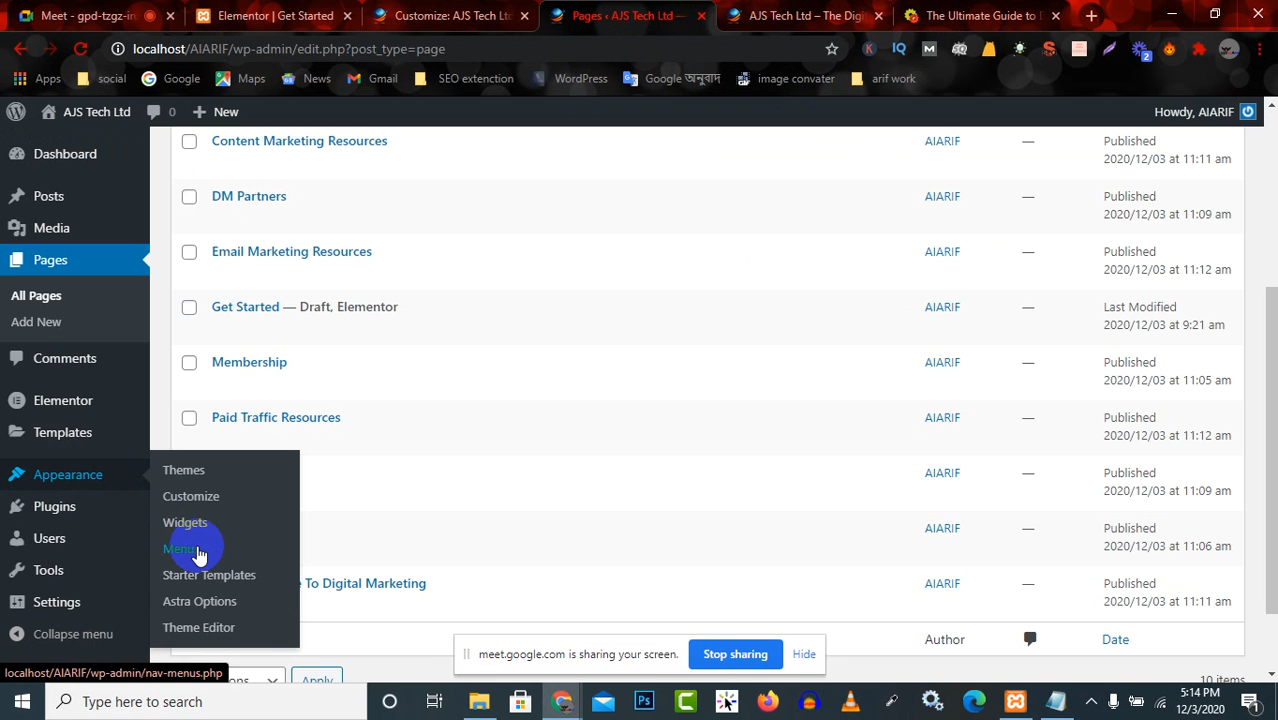 Meet - gpd-tzgz-in
Elementor | Get Started
Customize: AJS Tech Ltd
Pages ‹ AJS Tech Ltd —
AJS Tech Ltd – The Digi
The Ultimate Guide to D
localhost/AIARIF/wp-admin/edit.php?post_type=page
Apps social Google Maps News Gmail SEO extenction WordPress Google অনুবাদ image convater arif work
AJS Tech Ltd 0 New Howdy, AIARIF
Dashboard
Posts
Media
Pages
All Pages
Add New
Comments
Elementor
Templates
Appearance
Plugins
Users
Tools
Settings
Collapse menu
Themes
Customize
Widgets
Menus
Starter Templates
Astra Options
Theme Editor
Content Marketing Resources AIARIF — Published
2020/12/03 at 11:11 am
DM Partners AIARIF — Published
2020/12/03 at 11:09 am
Email Marketing Resources AIARIF — Published
2020/12/03 at 11:12 am
Get Started — Draft, Elementor AIARIF — Last Modified
2020/12/03 at 9:21 am
Membership AIARIF — Published
2020/12/03 at 11:05 am
Paid Traffic Resources AIARIF — Published
2020/12/03 at 11:12 am
AIARIF — Published
2020/12/03 at 11:09 am
AIARIF — Published
2020/12/03 at 11:06 am
To Digital Marketing AIARIF — Published
2020/12/03 at 11:11 am
Author Date
meet.google.com is sharing your screen. Stop sharing Hide
localhost/AIARIF/wp-admin/nav-menus.php
Apply
10 items
Type here to search
5:14 PM
12/3/2020